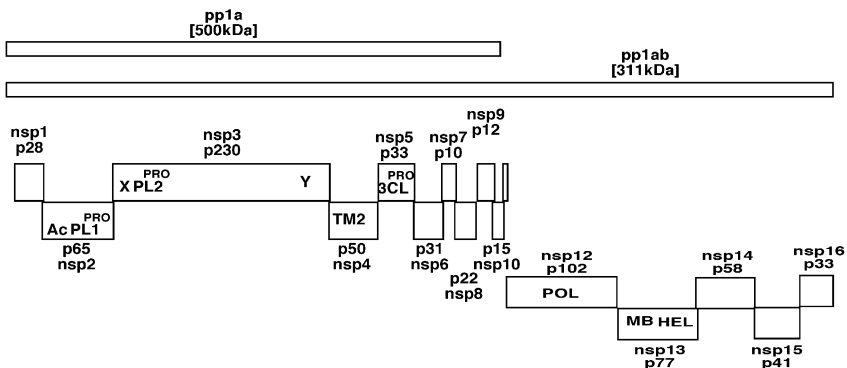 pp1a
[500kDa]
pp1ab
[311kDa]
nsp1
p28
nsp3
p230
nsp5
p33
nsp7
p10
nsp9
p12
X PL2 PRO
Y
3CL PRO
Ac PL1 PRO
TM2
p65
nsp2
p50
nsp4
p31
nsp6
p22
nsp8
p15
nsp10
nsp12
p102
nsp14
p58
nsp16
p33
POL
MB HEL
nsp13
p77
nsp15
p41